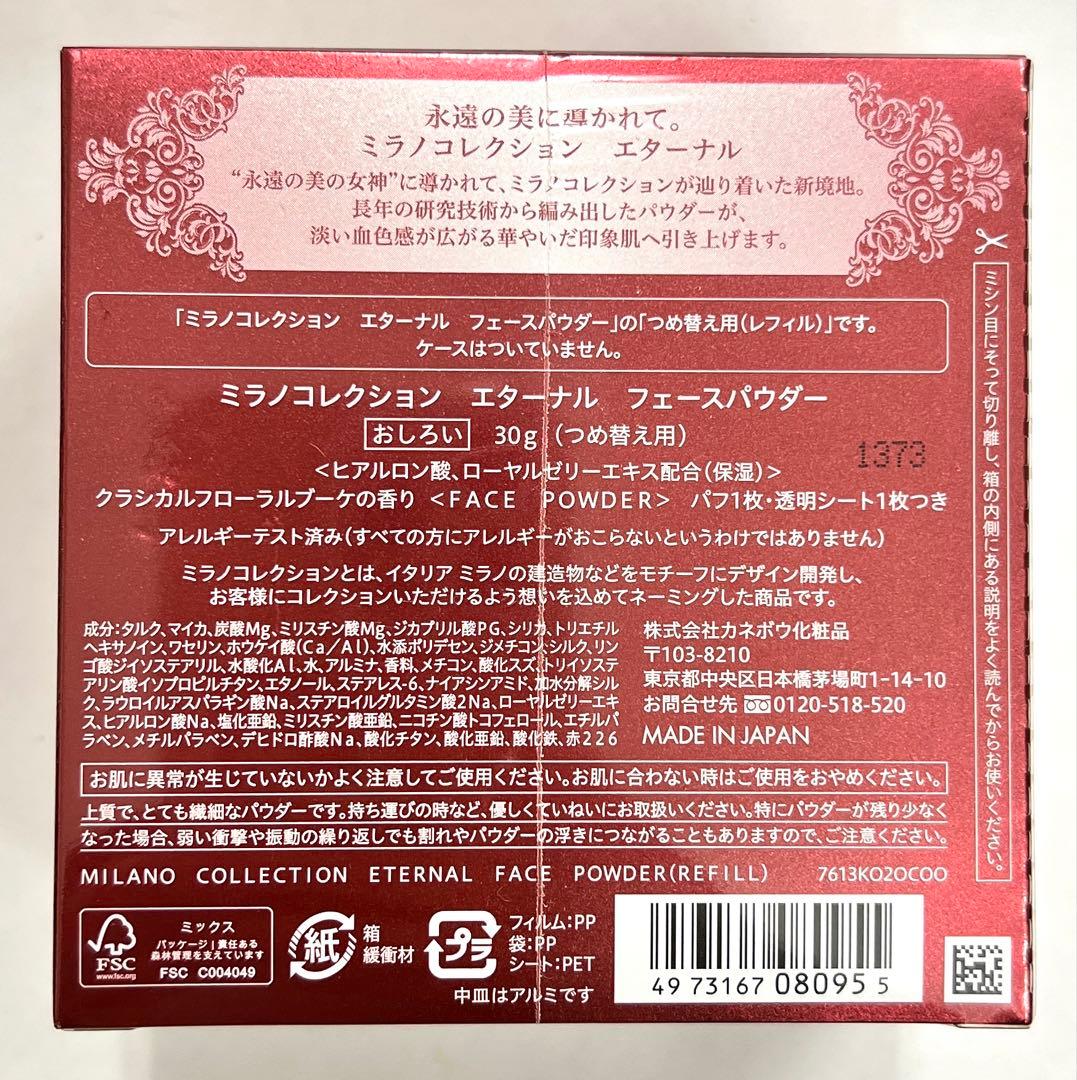 永遠の美に導かれて。
ミラノコレクション エターナル
“永遠の美の女神”に導かれて、ミラノコレクションが辿り着いた新境地。
長年の研究技術から編み出したパウダーが、
淡い血色感が広がる華やいだ印象肌へ引き上げます。
「ミラノコレクション エターナル フェースパウダー」の「つめ替え用(レフィル)」です。
ケースはついていません。
ミラノコレクション エターナル フェースパウダー
おしろい 30g (つめ替え用)
1373
<ヒアルロン酸、ローヤルゼリーエキス配合(保湿)>
クラシカルフローラルブーケの香り <FACE POWDER> パフ1枚・透明シート1枚つき
アレルギーテスト済み(すべての方にアレルギーがおこらないというわけではありません)
ミラノコレクションとは、イタリア ミラノの建造物などをモチーフにデザイン開発し、
お客様にコレクションいただけるよう想いを込めてネーミングした商品です。
成分:タルク、マイカ、炭酸Mg、ミリスチン酸Mg、ジカプリル酸PG、シリカ、トリエチル
ヘキサノイン、ワセリン、ホウケイ酸(Ca/Al)、水添ポリデセン、ジメチコン、シルク、リン
ゴ酸ジイソステアリル、水酸化Al、水、アルミナ、香料、メチコン、酸化スズ、トリイソステ
アリン酸イソプロピルチタン、エタノール、ステアレス-6、ナイアシンアミド、加水分解シル
ク、ラウロイルアスパラギン酸Na、ステアロイルグルタミン酸2Na、ローヤルゼリーエキ
ス、ヒアルロン酸Na、塩化亜鉛、ミリスチン酸亜鉛、ニコチン酸トコフェロール、エチルパ
ラベン、メチルパラベン、デヒドロ酢酸Na、酸化チタン、酸化亜鉛、酸化鉄、赤226
株式会社カネボウ化粧品
〒103-8210
東京都中央区日本橋茅場町1-14-10
お問合せ先 0120-518-520
MADE IN JAPAN
お肌に異常が生じていないかよく注意してご使用ください。お肌に合わない時はご使用をおやめください。
上質で、とても繊細なパウダーです。持ち運びの時など、優しくていねいにお取扱いください。特にパウダーが残り少なく
なった場合、弱い衝撃や振動の繰り返しでも割れやパウダーの浮きにつながることもありますので、ご注意ください。
MILANO COLLECTION ETERNAL FACE POWDER(REFILL) 7613KO2OCOO
ミシン目にそって切り離し、箱の内側にある説明をよく読んでからお使いください。
FSC
www.fsc.org
ミックス
パッケージ|責任ある
森林管理を支えています
FSC C004049
紙
箱
緩衝材
プラ
フィルム:PP
袋:PP
シート:PET
中皿はアルミです
4 973167 080955